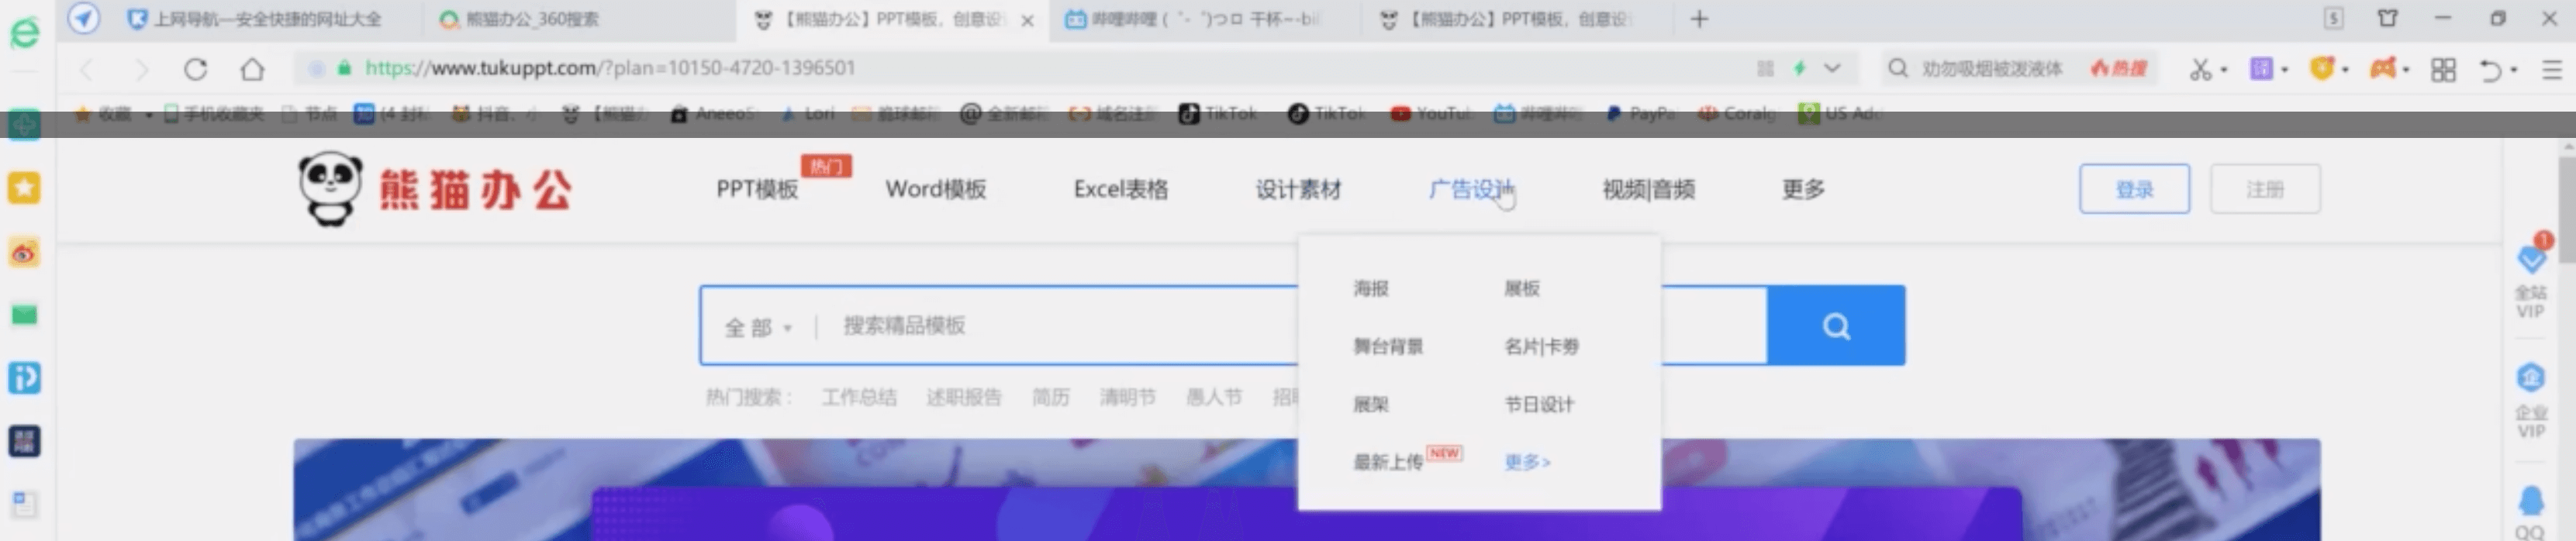 上网导航—安全快捷的网址大全 熊猫办公_360搜索 【熊猫办公】PPT模板，创意设 哔哩哔哩 ( ゜- ゜)つロ 干杯~-bil 【熊猫办公】PPT模板，创意设
https://www.tukuppt.com/?plan=10150-4720-1396501 劝勿吸烟被泼液体 热搜
收藏 手机收藏夹 节点 (4 封 抖音、 【熊猫 Aneeo Lori 脆球邮 全新邮 域名注 TikTok TikTok YouTu 哔哩哔 PayPa Coralg US Ad
熊猫办公 PPT模板 热门 Word模板 Excel表格 设计素材 广告设计 视频|音频 更多 登录 注册
全部 搜索精品模板
热门搜索： 工作总结 述职报告 简历 清明节 愚人节 招
海报 展板
舞台背景 名片|卡券
展架 节日设计
最新上传 NEW 更多>
1
全站
VIP
企业
VIP
QQ